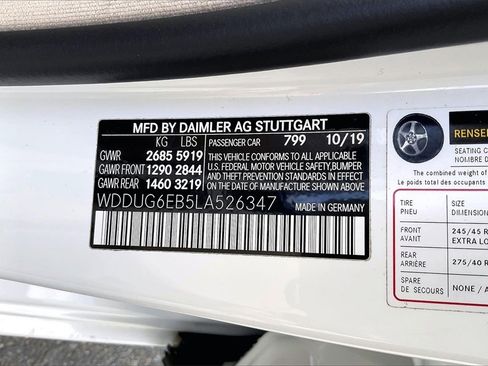 MFD BY DAIMLER AG STUTTGART
KG LBS PASSENGER CAR 799 10/19
GVWR 2685 5919 THIS VEHICLE CONFORMS TO ALL APPLICABLE
GAWR FRONT 1290 2844 U.S. FEDERAL MOTOR VEHICLE SAFETY, BUMPER
GAWR REAR 1460 3219 AND THEFT PREVENTION STANDARDS IN EFFECT
ON THE DATE OF MANUFACTURE SHOWN ABOVE.
WDDUG6EB5LA526347 MADE IN GERMANY
RENSE
SEATING
NOMBRE D
The combined weight of
Le poids total des occupants
TIRE SIZE
PNEU DIMENSION
FRONT 245/45 R
AVANT EXTRA LO
REAR 275/40 R
ARRIÈRE
SPARE NONE / A
DE SECOURS